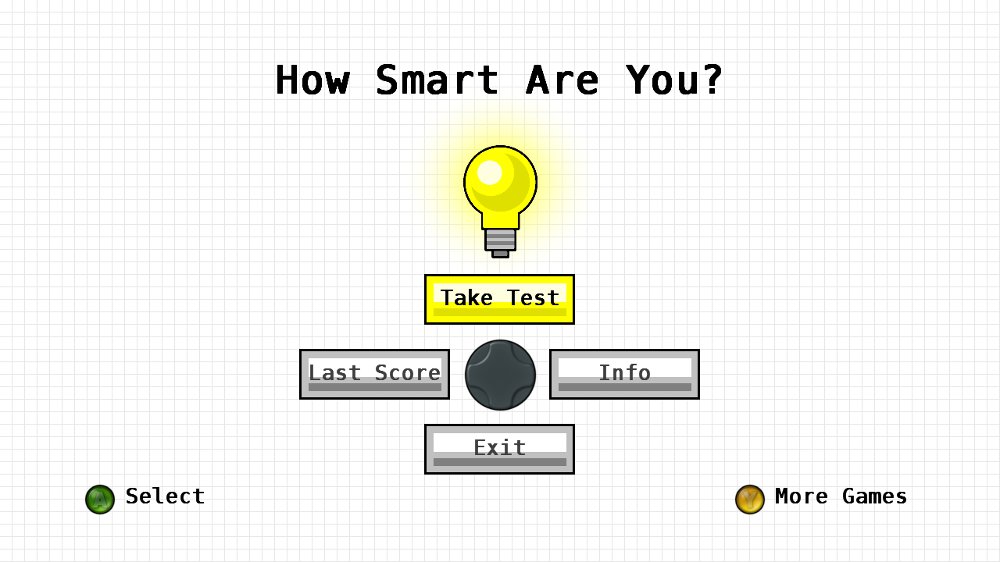 How Smart Are You?
Take Test
Last Score
Info
Exit
A Select
Y More Games